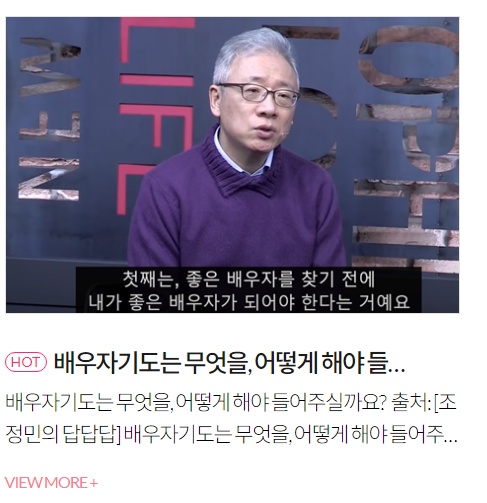 NEW
LIFE
첫째는, 좋은 배우자를 찾기 전에
내가 좋은 배우자가 되어야 한다는 거예요
HOT 배우자기도는 무엇을, 어떻게 해야 들...
배우자기도는 무엇을, 어떻게 해야 들어주실까요? 출처: [조
정민의 답답답] 배우자기도는 무엇을, 어떻게 해야 들어주...
VIEW MORE +